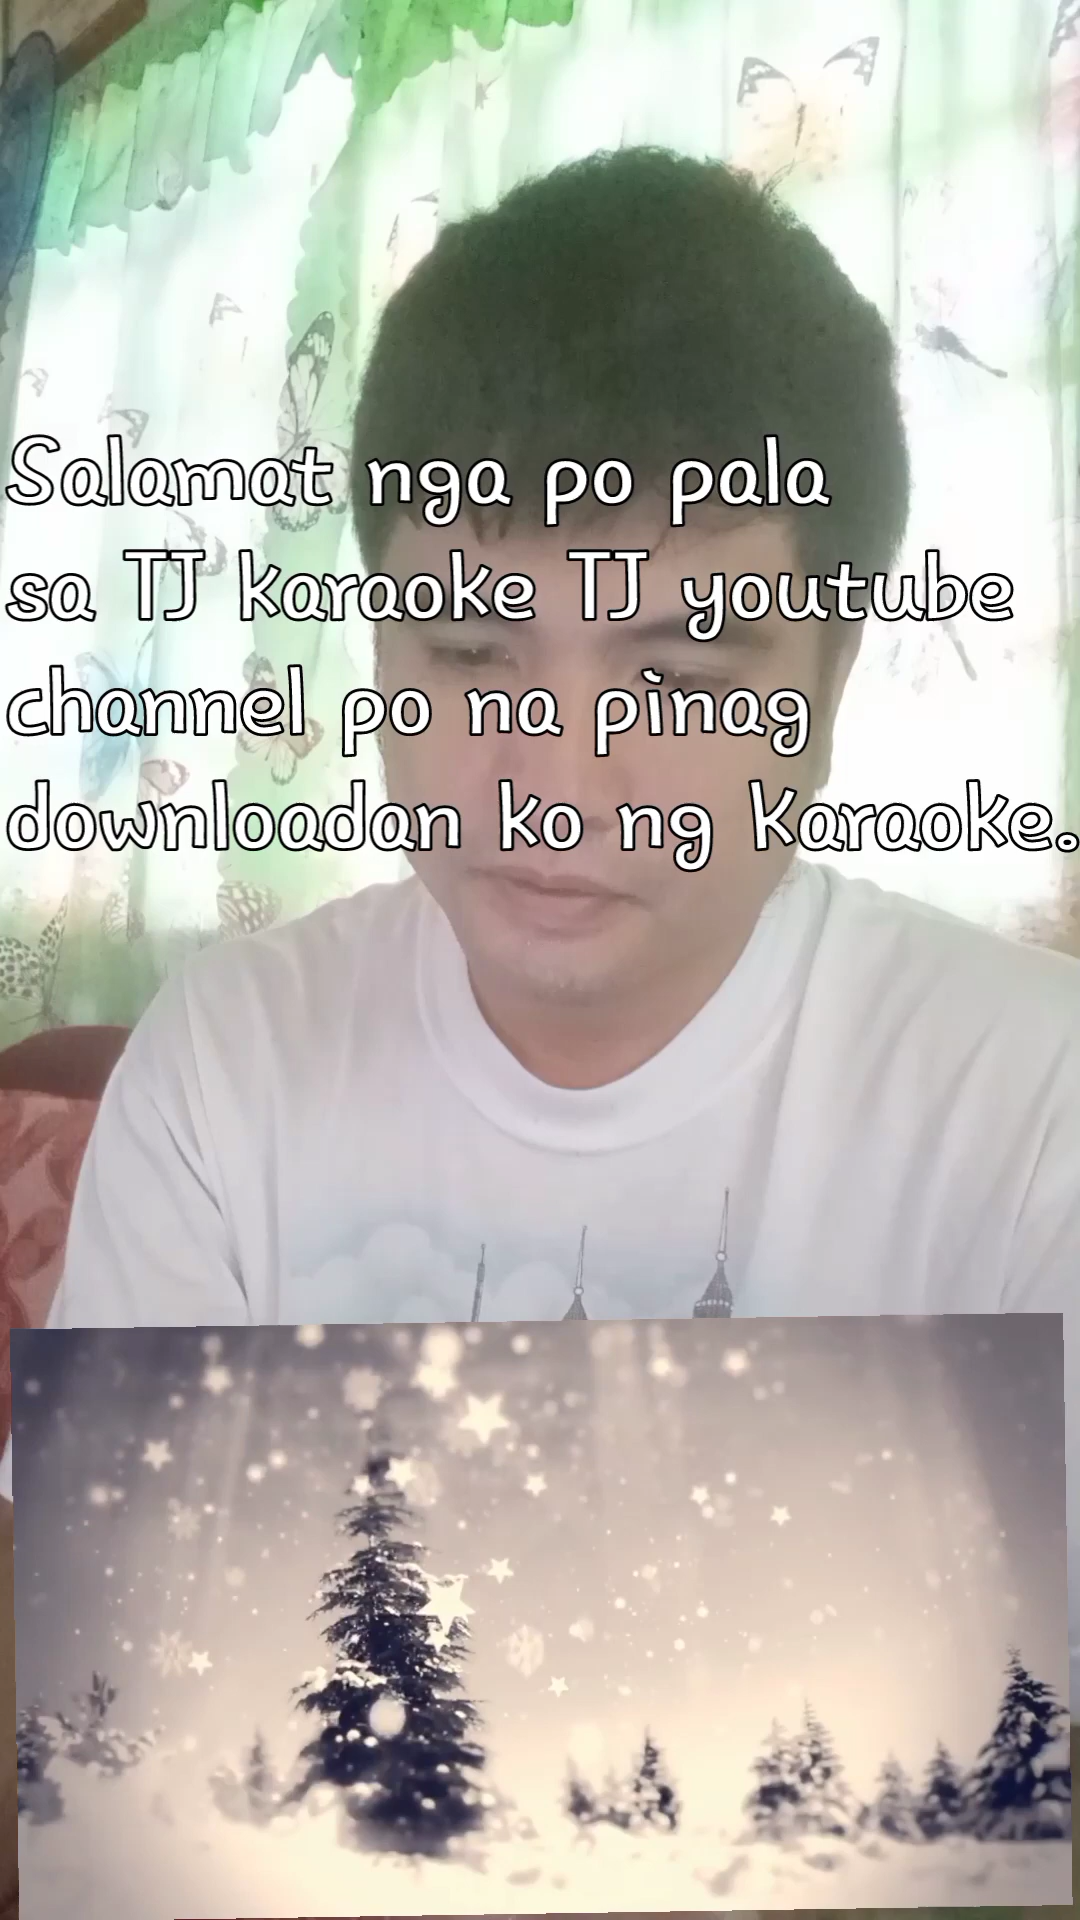 Salamat nga po pala
sa TJ karaoke TJ youtube
channel po na pinag
downloadan ko ng karaoke.